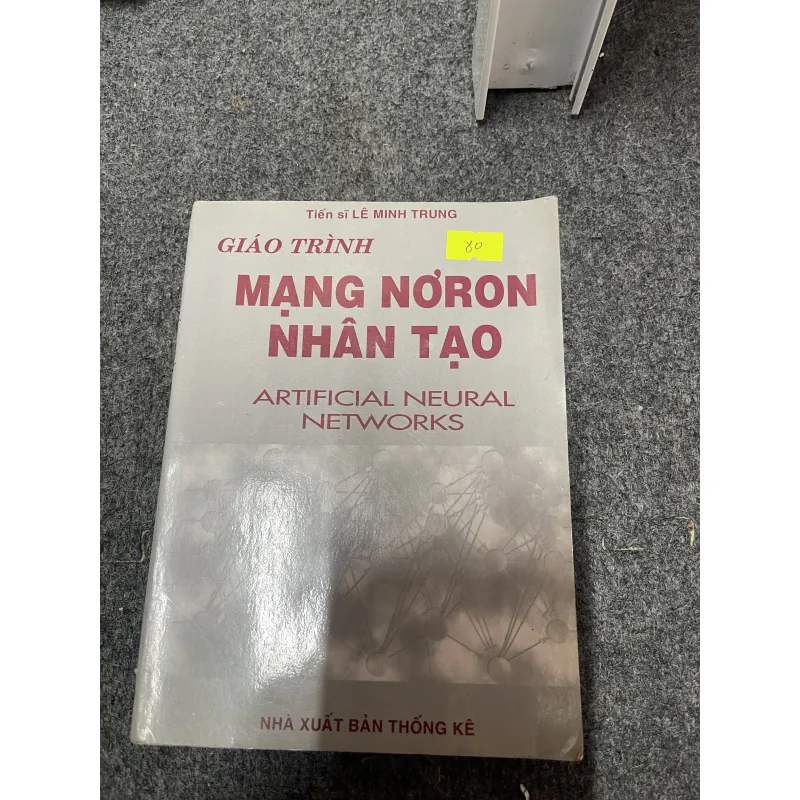 Tiến sĩ LÊ MINH TRUNG
GIÁO TRÌNH
80
MẠNG NƠRON
NHÂN TẠO
ARTIFICIAL NEURAL
NETWORKS
NHÀ XUẤT BẢN THỐNG KÊ